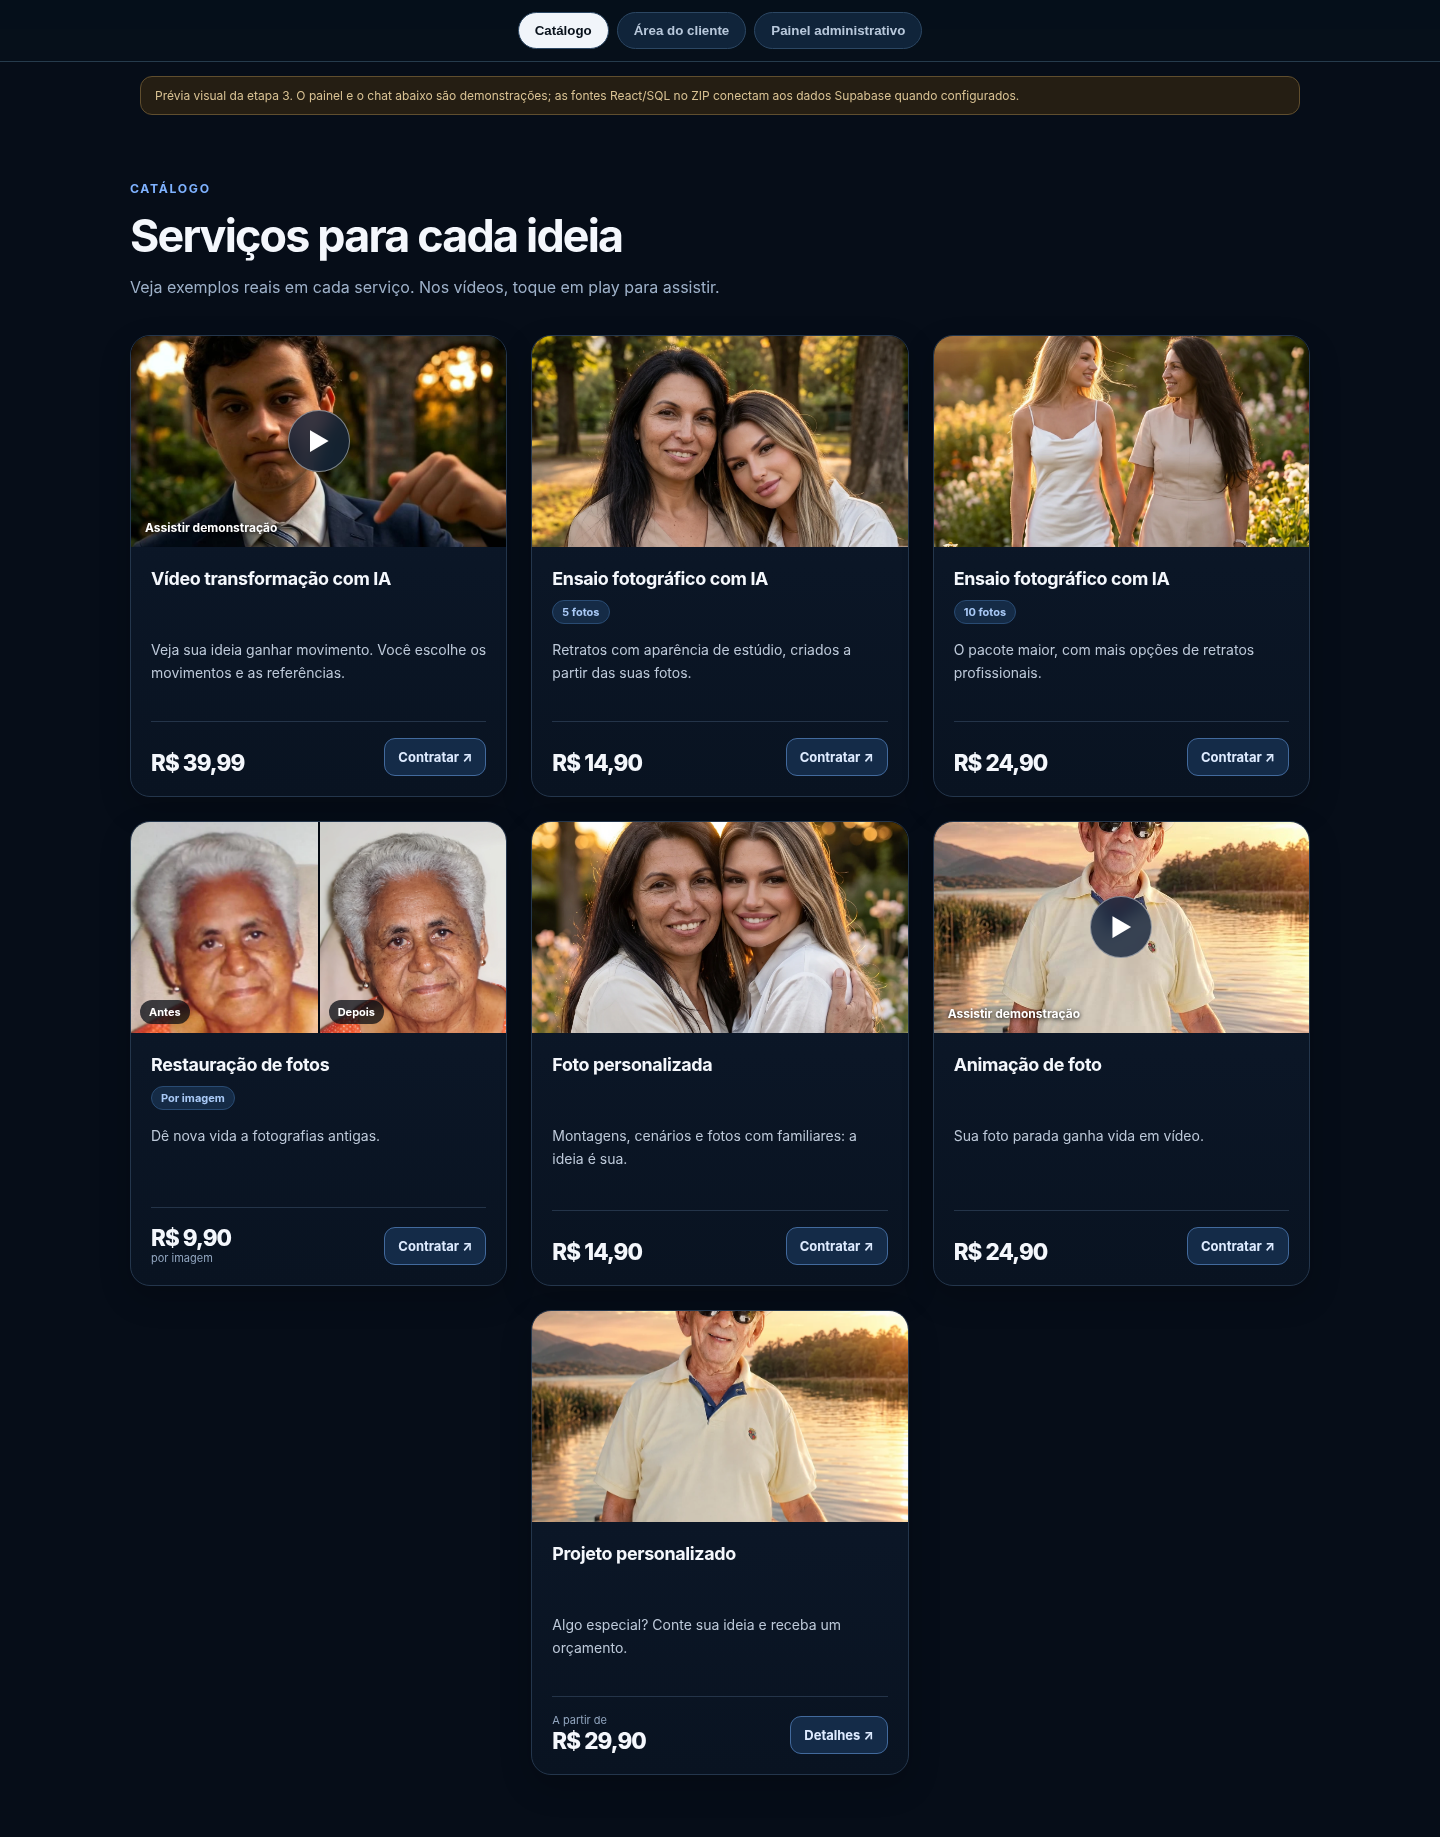 Catálogo
Área do cliente
Painel administrativo
Prévia visual da etapa 3. O painel e o chat abaixo são demonstrações; as fontes React/SQL no ZIP conectam aos dados Supabase quando configurados.
CATÁLOGO
Serviços para cada ideia
Veja exemplos reais em cada serviço. Nos vídeos, toque em play para assistir.
Assistir demonstração
Vídeo transformação com IA
Veja sua ideia ganhar movimento. Você escolhe os
movimentos e as referências.
R$ 39,99
Contratar ↗
Ensaio fotográfico com IA
5 fotos
Retratos com aparência de estúdio, criados a
partir das suas fotos.
R$ 14,90
Contratar ↗
Ensaio fotográfico com IA
10 fotos
O pacote maior, com mais opções de retratos
profissionais.
R$ 24,90
Contratar ↗
Antes
Depois
Restauração de fotos
Por imagem
Dê nova vida a fotografias antigas.
R$ 9,90
por imagem
Contratar ↗
Foto personalizada
Montagens, cenários e fotos com familiares: a
ideia é sua.
R$ 14,90
Contratar ↗
Assistir demonstração
Animação de foto
Sua foto parada ganha vida em vídeo.
R$ 24,90
Contratar ↗
Projeto personalizado
Algo especial? Conte sua ideia e receba um
orçamento.
A partir de
R$ 29,90
Detalhes ↗